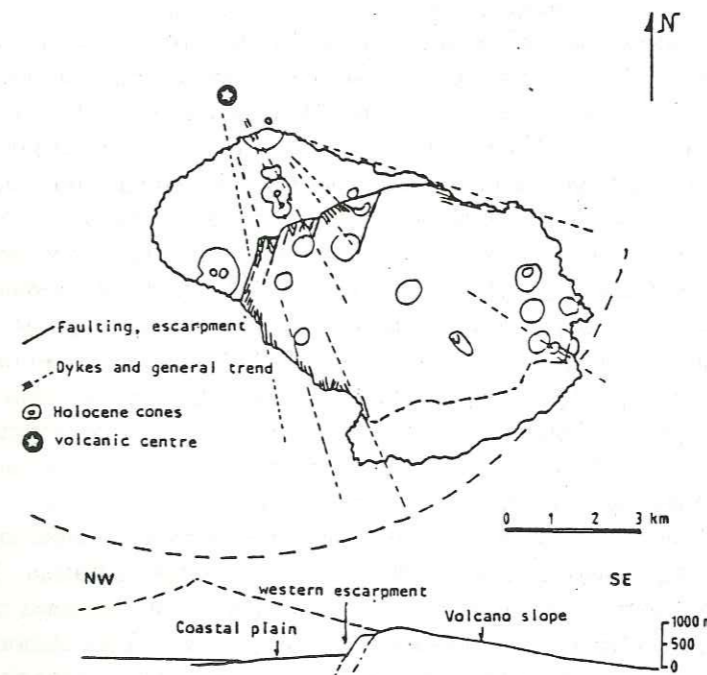 N
Faulting, escarpment
Dykes and general trend
Holocene cones
volcanic centre
0 1 2 3 km
NW
SE
western escarpment
Coastal plain
Volcano slope
1000 m
500
0